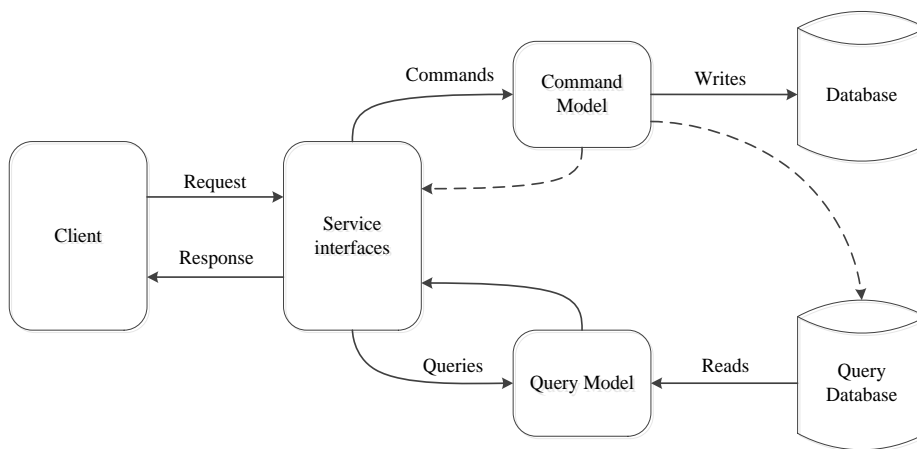 Commands
Command
Model
Writes
Database
Client
Request
Response
Service
interfaces
Queries
Query Model
Reads
Query
Database